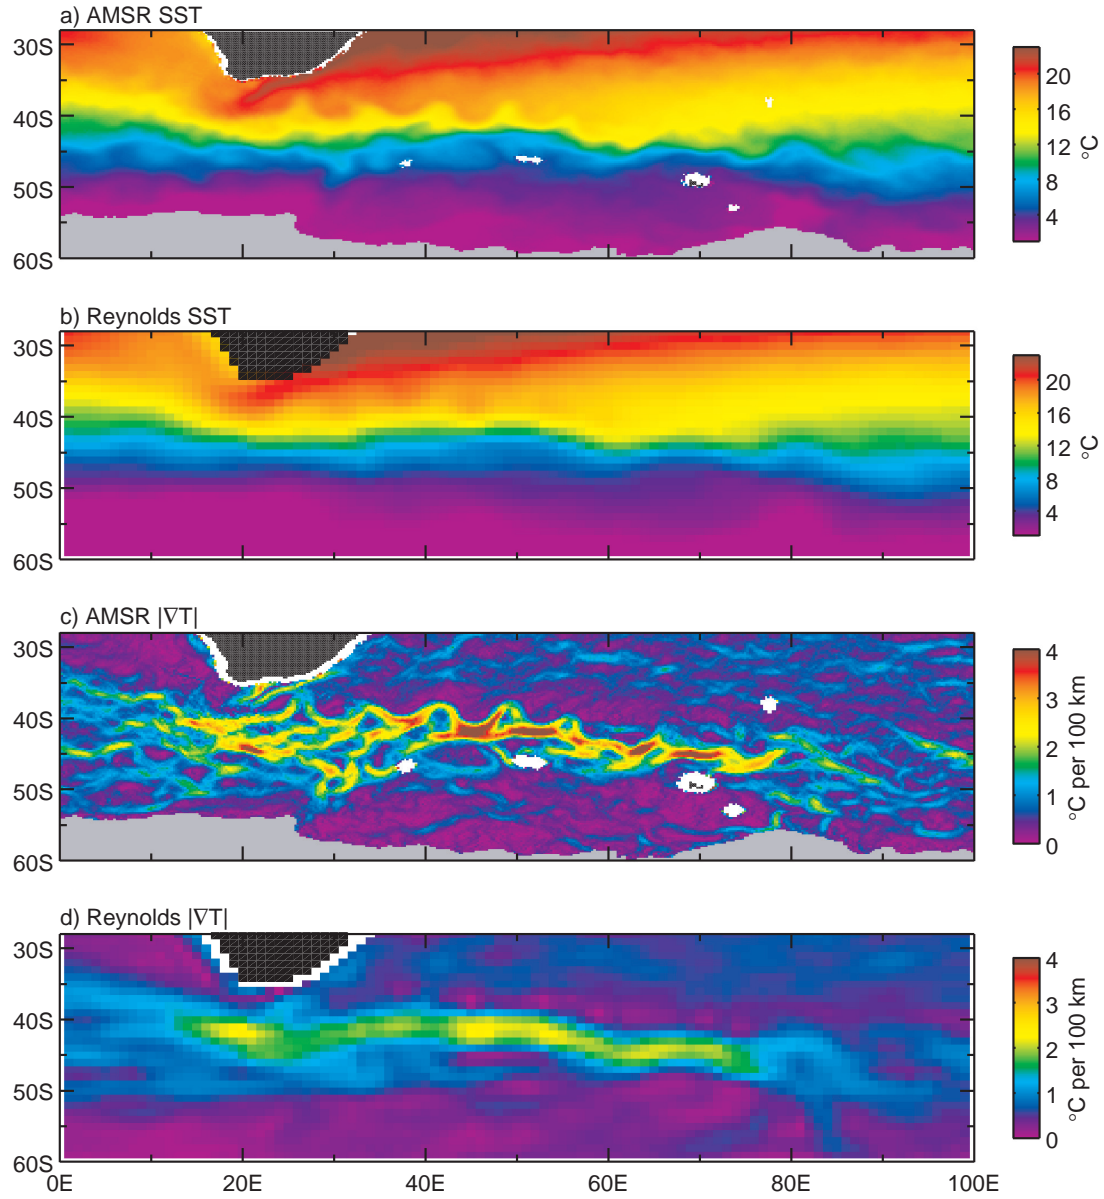 a) AMSR SST
30S
40S
50S
60S
20
16
12
8
4
°C
b) Reynolds SST
30S
40S
50S
60S
20
16
12
8
4
°C
c) AMSR |∇T|
30S
40S
50S
60S
4
3
2
1
0
°C per 100 km
d) Reynolds |∇T|
30S
40S
50S
60S
4
3
2
1
0
°C per 100 km
0E 20E 40E 60E 80E 100E